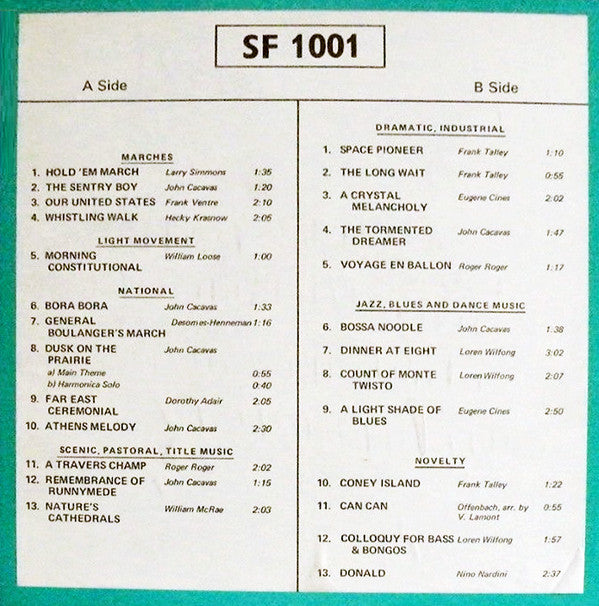 SF 1001
A Side
MARCHES
1. HOLD 'EM MARCH Larry Simmons 1:35
2. THE SENTRY BOY John Cacavas 1:20
3. OUR UNITED STATES Frank Ventre 2:10
4. WHISTLING WALK Hecky Krasnow 2:05
LIGHT MOVEMENT
5. MORNING William Loose 1:00
CONSTITUTIONAL
NATIONAL
6. BORA BORA John Cacavas 1:33
7. GENERAL Desomes-Henneman 1:16
BOULANGER'S MARCH
8. DUSK ON THE John Cacavas
PRAIRIE
a) Main Theme 0:55
b) Harmonica Solo 0:40
9. FAR EAST Dorothy Adair 2:05
CEREMONIAL
10. ATHENS MELODY John Cacavas 2:30
SCENIC, PASTORAL, TITLE MUSIC
11. A TRAVERS CHAMP Roger Roger 2:02
12. REMEMBRANCE OF John Cacavas 1:15
RUNNYMEDE
13. NATURE'S William McRae 2:03
CATHEDRALS
B Side
DRAMATIC, INDUSTRIAL
1. SPACE PIONEER Frank Talley 1:10
2. THE LONG WAIT Frank Talley 0:55
3. A CRYSTAL Eugene Cines 2:02
MELANCHOLY
4. THE TORMENTED John Cacavas 1:47
DREAMER
5. VOYAGE EN BALLON Roger Roger 1:17
JAZZ, BLUES AND DANCE MUSIC
6. BOSSA NOODLE John Cacavas 1:38
7. DINNER AT EIGHT Loren Wilfong 3:02
8. COUNT OF MONTE Loren Wilfong 2:07
TWISTO
9. A LIGHT SHADE OF Eugene Cines 2:50
BLUES
NOVELTY
10. CONEY ISLAND Frank Talley 1:22
11. CAN CAN Offenbach, arr. by 0:55
V. Lamont
12. COLLOQUY FOR BASS Loren Wilfong 1:57
& BONGOS
13. DONALD Nino Nardini 2:37